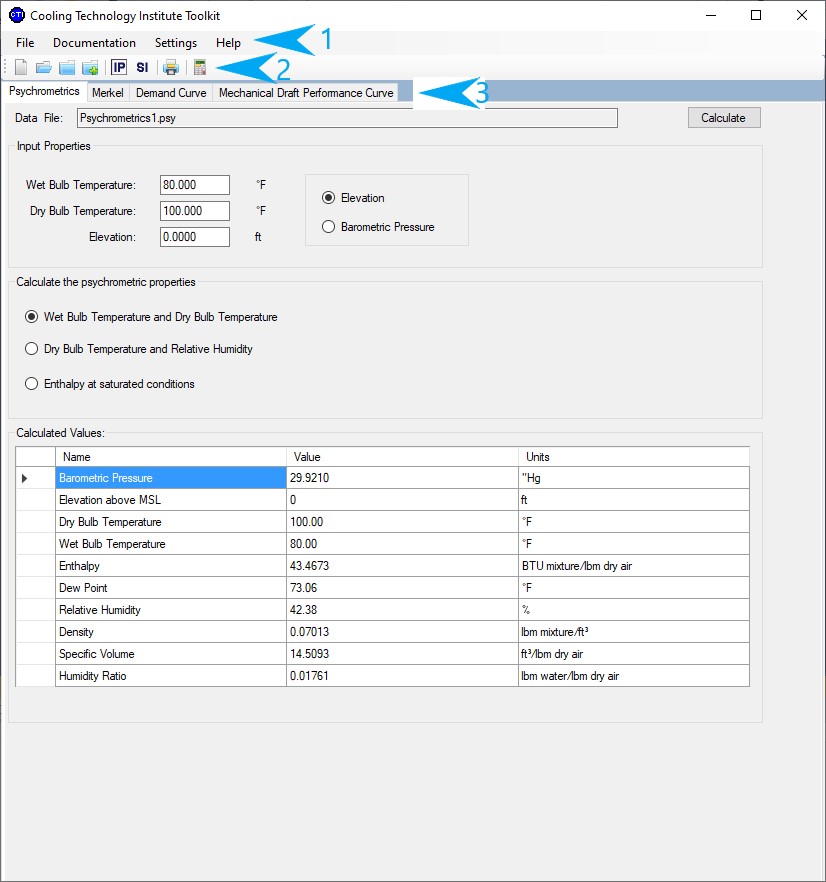 CTI Cooling Technology Institute Toolkit
File Documentation Settings Help 1
IP SI 2
Psychrometrics Merkel Demand Curve Mechanical Draft Performance Curve 3
Data File: Psychrometrics1.psy Calculate
Input Properties
Wet Bulb Temperature: 80.000 °F
Dry Bulb Temperature: 100.000 °F
Elevation: 0.0000 ft
Elevation
Barometric Pressure
Calculate the psychrometric properties
Wet Bulb Temperature and Dry Bulb Temperature
Dry Bulb Temperature and Relative Humidity
Enthalpy at saturated conditions
Calculated Values:
Name Value Units
Barometric Pressure 29.9210 "Hg
Elevation above MSL 0 ft
Dry Bulb Temperature 100.00 °F
Wet Bulb Temperature 80.00 °F
Enthalpy 43.4673 BTU mixture/lbm dry air
Dew Point 73.06 °F
Relative Humidity 42.38 %
Density 0.07013 lbm mixture/ft³
Specific Volume 14.5093 ft³/lbm dry air
Humidity Ratio 0.01761 lbm water/lbm dry air